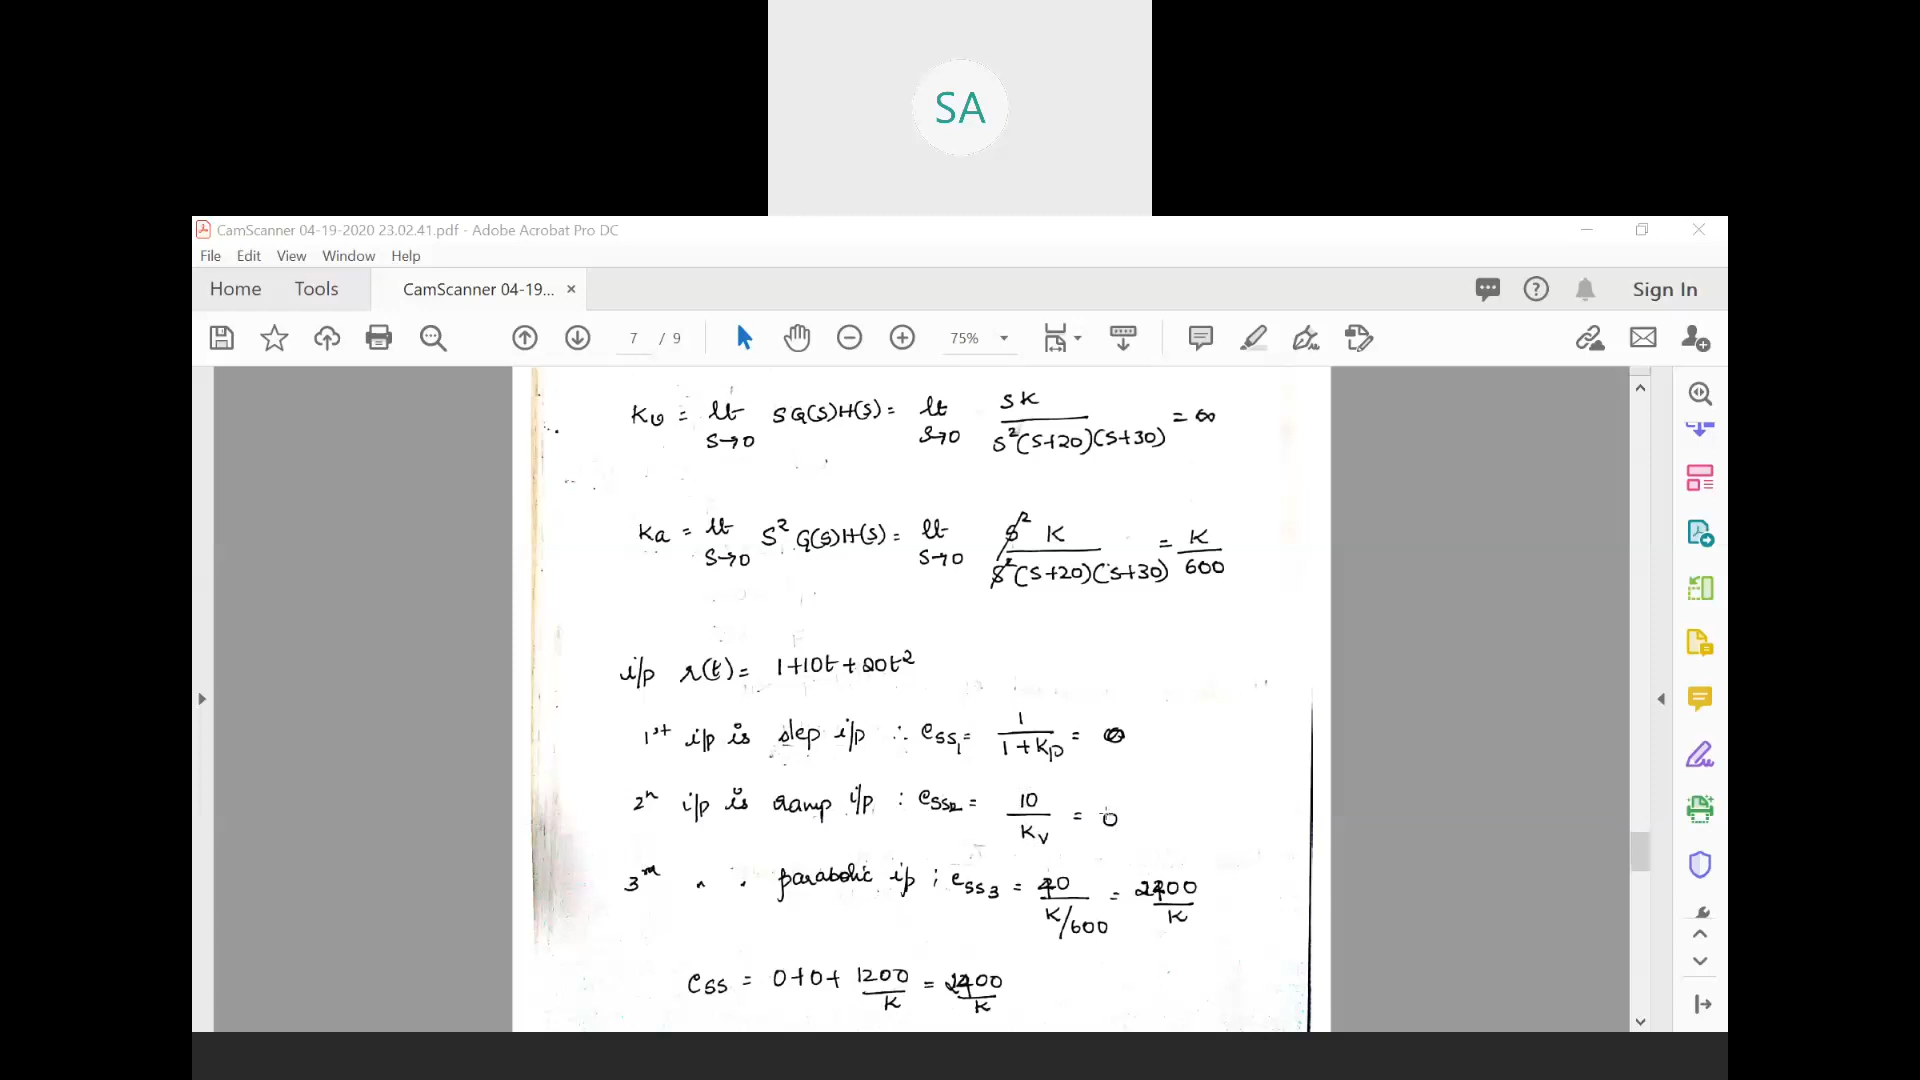 SA
CamScanner 04-19-2020 23.02.41.pdf - Adobe Acrobat Pro DC
File Edit View Window Help
Home Tools CamScanner 04-19... × Sign In
7 / 9 75%
Kv = lt S→0 SG(S)H(S) = lt S→0 SK / S²(S+20)(S+30) = ∞
Ka = lt S→0 S² G(S)H(S) = lt S→0 S² K / S²(S+20)(S+30) = K / 600
i/p r(t) = 1+10t+20t²
1st i/p is step i/p ∴ ess1 = 1 / 1+Kp = 0
2n i/p is ramp i/p : ess2 = 10 / Kv = 0
3rd " " parabolic i/p ; ess3 = 40 / K/600 = 2400 / K
ess = 0+0+ 1200 / K = 2400 / K